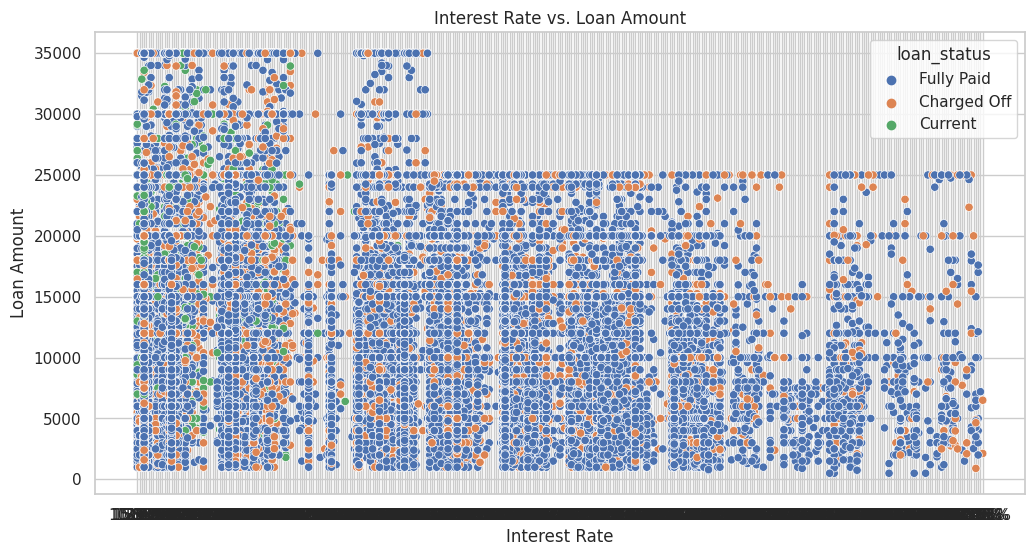 Interest Rate vs. Loan Amount
loan_status
Fully Paid
Charged Off
Current
Loan Amount
35000
30000
25000
20000
15000
10000
5000
0
Interest Rate